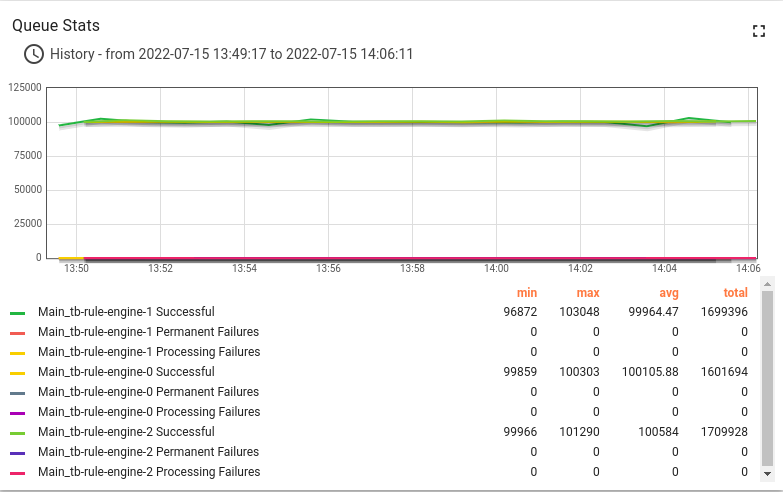 Queue Stats
History - from 2022-07-15 13:49:17 to 2022-07-15 14:06:11
125000
100000
75000
50000
25000
0
13:50 13:52 13:54 13:56 13:58 14:00 14:02 14:04 14:06
min max avg total
Main_tb-rule-engine-1 Successful 96872 103048 99964.47 1699396
Main_tb-rule-engine-1 Permanent Failures 0 0 0 0
Main_tb-rule-engine-1 Processing Failures 0 0 0 0
Main_tb-rule-engine-0 Successful 99859 100303 100105.88 1601694
Main_tb-rule-engine-0 Permanent Failures 0 0 0 0
Main_tb-rule-engine-0 Processing Failures 0 0 0 0
Main_tb-rule-engine-2 Successful 99966 101290 100584 1709928
Main_tb-rule-engine-2 Permanent Failures 0 0 0 0
Main_tb-rule-engine-2 Processing Failures 0 0 0 0